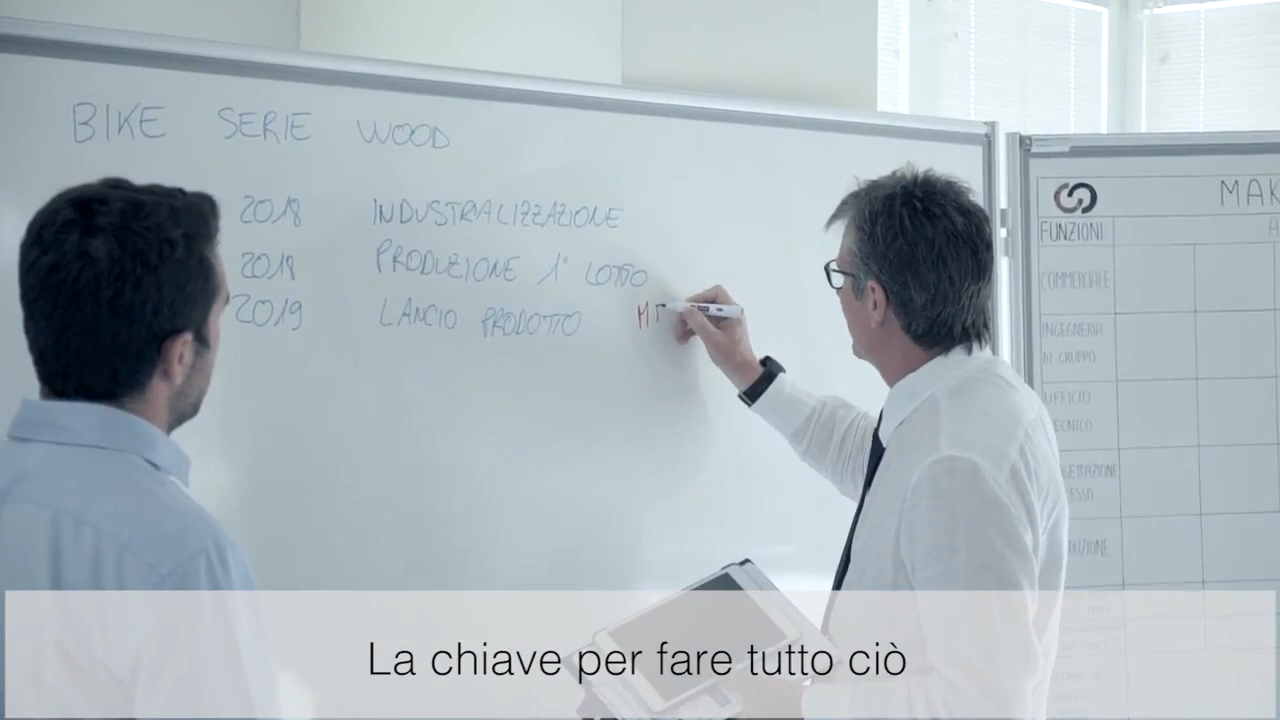 BIKE SERIE WOOD
2018 INDUSTRIALIZZAZIONE
2018 PRODUZIONE 1° LOTTO
2019 LANCIO PRODOTTO M
MAK
FUNZIONI A
COMMERCIALE
INGEGNERIA
DI GRUPPO
UFFICIO
La chiave per fare tutto ciò